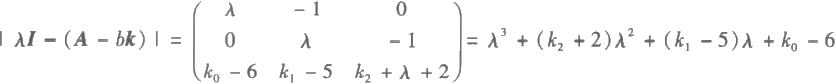 | λI − (A − bk) | = ( λ −1 0
0 λ −1
k₀ − 6 k₁ − 5 k₂ + λ + 2 ) = λ³ + (k₂ + 2)λ² + (k₁ − 5)λ + k₀ − 6